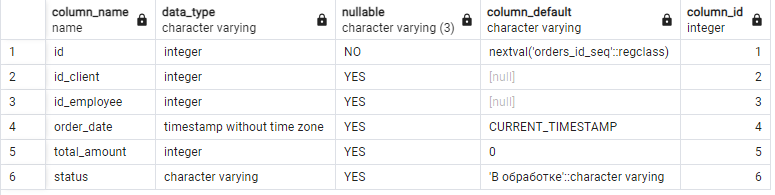 column_name data_type nullable column_default column_id
name character varying character varying (3) character varying integer
1 id integer NO nextval('orders_id_seq'::regclass) 1
2 id_client integer YES [null] 2
3 id_employee integer YES [null] 3
4 order_date timestamp without time zone YES CURRENT_TIMESTAMP 4
5 total_amount integer YES 0 5
6 status character varying YES 'В обработке'::character varying 6